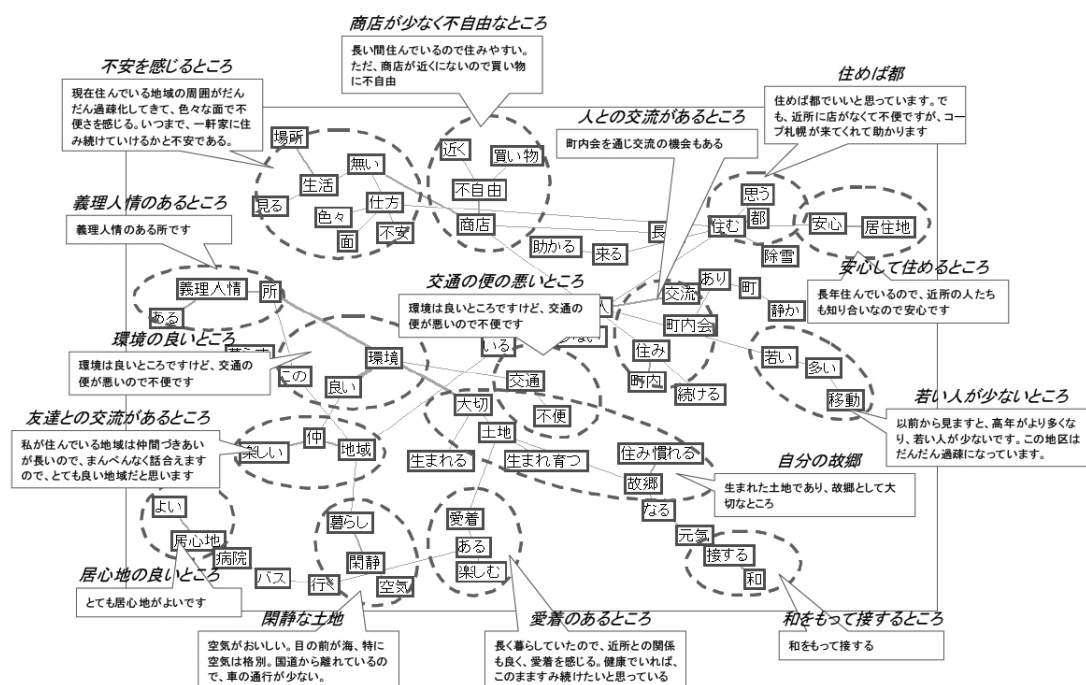 商店が少なく不自由なところ
長い間住んでいるので住みやすい。
ただ、商店が近くにないので買い物
に不自由
不安を感じるところ
現在住んでいる地域の周囲がだん
だん過疎化してきて、色々な面で不
便さを感じる。いつまで、一軒家に住
み続けていけるかと不安である。
住めば都
住めば都でいいと思っています。で
も、近所に店がなくて不便ですが、コー
プ札幌が来てくれて助かります
人との交流があるところ
町内会を通じ交流の機会もある
場所
無い
生活
見る
仕方
色々
面
不安
近く
買い物
不自由
商店
助かる
来る
長
思う
都
住む
除雪
安心
居住地
義理人情のあるところ
義理人情のある所です
義理人情
所
ある
交通の便の悪いところ
環境は良いところですけど、交通の
便が悪いので不便です
人
交流
あり
町
静か
町内会
住み
町内
続ける
安心して住めるところ
長年住んでいるので、近所の人たち
も知り合いなので安心です
環境の良いところ
環境は良いところですけど、交通の
便が悪いので不便です
この
環境
良い
いる
交通
不便
大切
土地
若い
多い
移動
若い人が少ないところ
以前から見ますと、高年がより多くな
り、若い人が少ないです。この地区は
だんだん過疎になっています。
友達との交流があるところ
私が住んでいる地域は仲間づきあい
が長いので、まんべんなく話合えます
ので、とても良い地域だと思います
楽しい
仲
地域
生まれる
生まれ育つ
住み慣れる
故郷
なる
自分の故郷
生まれた土地であり、故郷として大
切なところ
よい
居心地
病院
バス
行く
暮らし
閑静
空気
愛着
ある
楽しむ
元気
接する
和
居心地の良いところ
とても居心地がよいです
閑静な土地
空気がおいしい。目の前が海、特に
空気は格別。国道から離れているの
で、車の通行が少ない。
愛着のあるところ
長く暮らしていたので、近所との関係
も良く、愛着を感じる。健康でいれば、
このまますみ続けたいと思っている
和をもって接するところ
和をもって接する